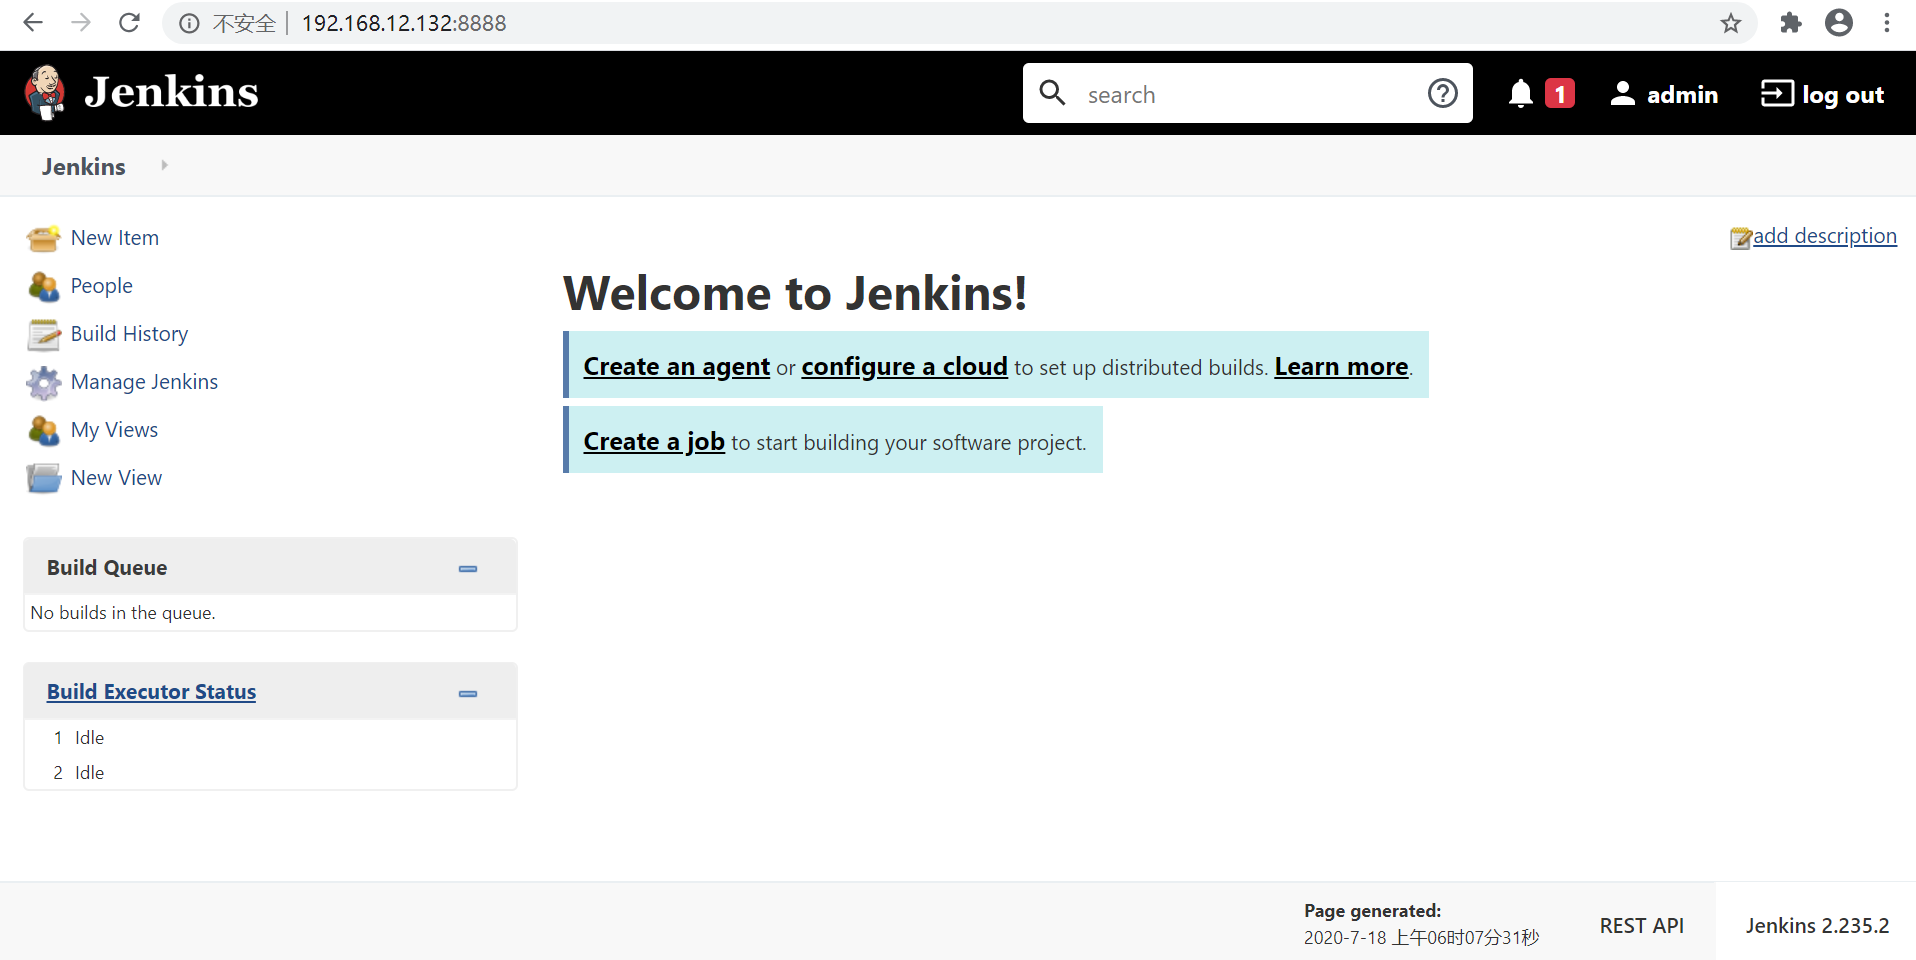 不安全 | 192.168.12.132:8888
Jenkins search 1 admin log out
Jenkins
New Item
People
Build History
Manage Jenkins
My Views
New View
Build Queue
No builds in the queue.
Build Executor Status
1 Idle
2 Idle
add description
Welcome to Jenkins!
Create an agent or configure a cloud to set up distributed builds. Learn more.
Create a job to start building your software project.
Page generated:
2020-7-18 上午06时07分31秒
REST API
Jenkins 2.235.2